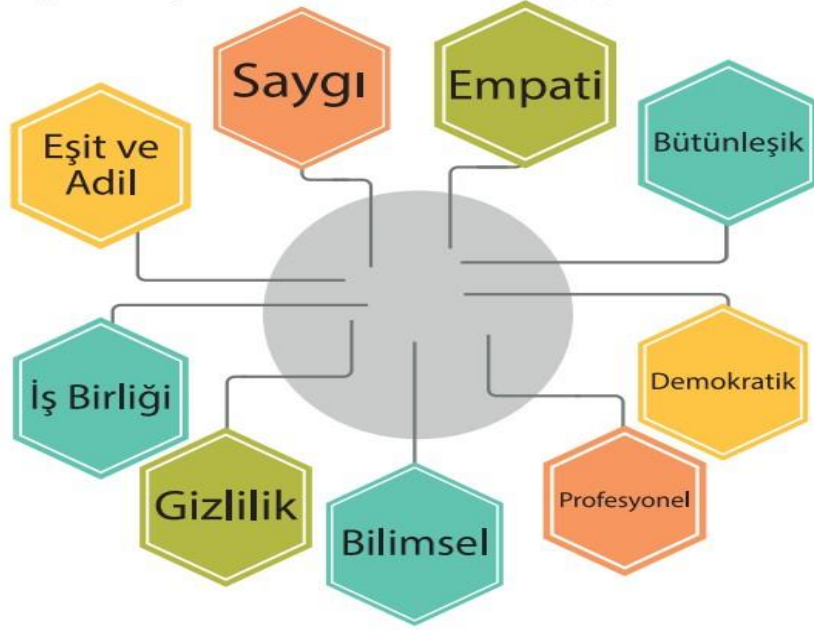 Saygı
Empati
Eşit ve
Adil
Bütünleşik
İş Birliği
Demokratik
Gizlilik
Bilimsel
Profesyonel